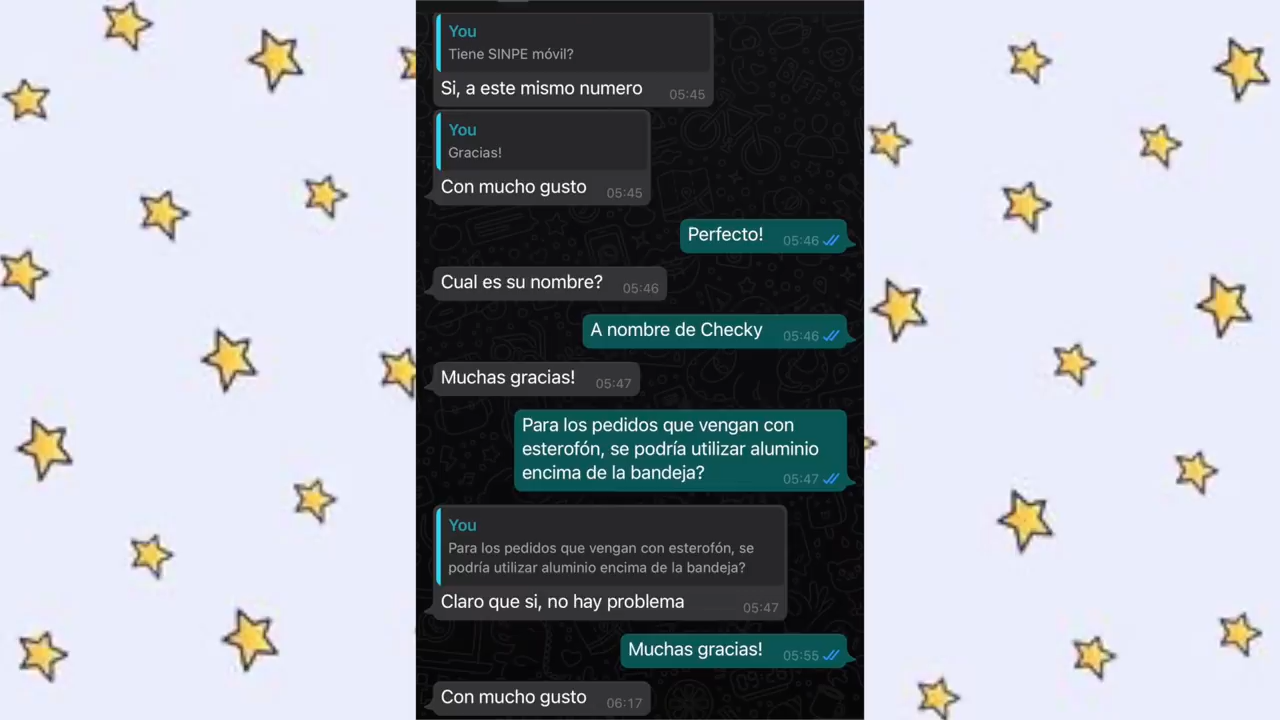 You
Tiene SINPE móvil?
Si, a este mismo numero 05:45
You
Gracias!
Con mucho gusto 05:45
Perfecto! 05:46
Cual es su nombre? 05:46
A nombre de Checky 05:46
Muchas gracias! 05:47
Para los pedidos que vengan con
esterofón, se podría utilizar aluminio
encima de la bandeja? 05:47
You
Para los pedidos que vengan con esterofón, se
podría utilizar aluminio encima de la bandeja?
Claro que si, no hay problema 05:47
Muchas gracias! 05:55
Con mucho gusto 06:17